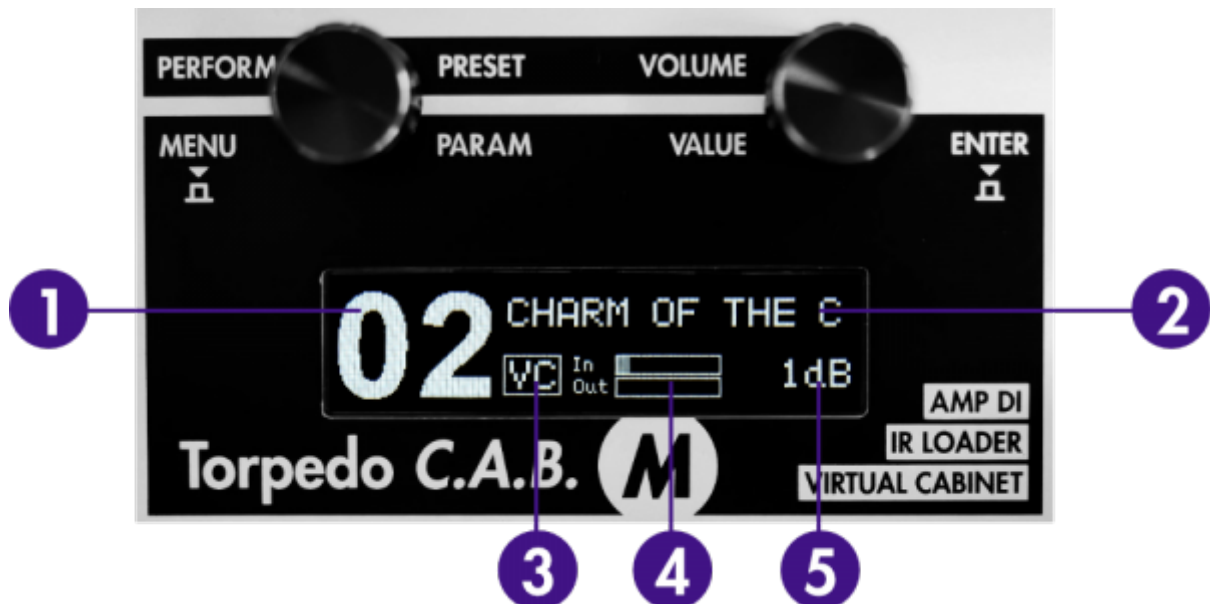 PERFORM PRESET VOLUME
MENU PARAM VALUE ENTER
1
02 CHARM OF THE C
2
VC In
Out 1dB
AMP DI
IR LOADER
VIRTUAL CABINET
Torpedo C.A.B. M
3 4 5